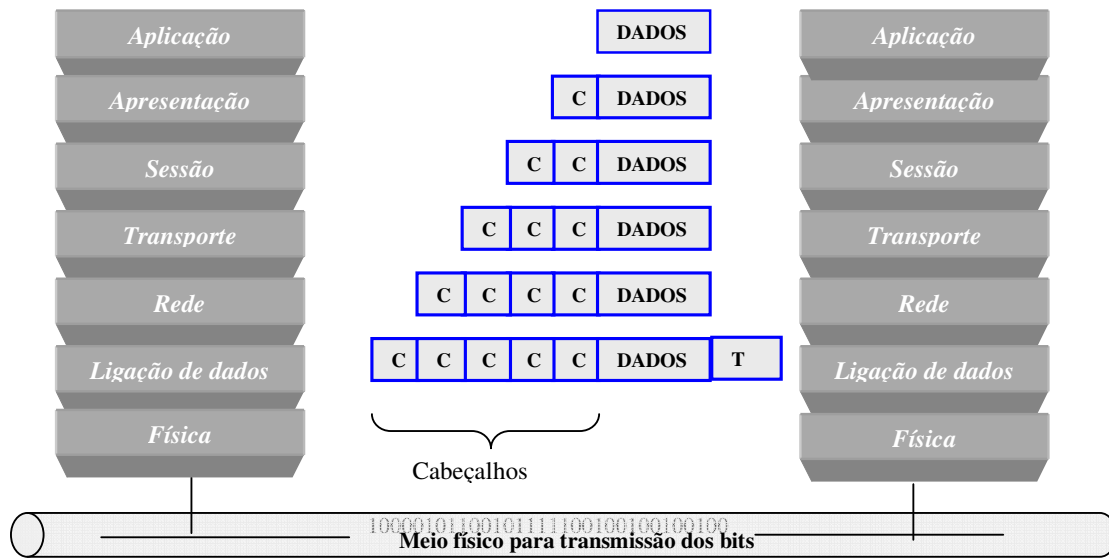 Aplicação DADOS Aplicação
Apresentação C DADOS Apresentação
Sessão C C DADOS Sessão
Transporte C C C DADOS Transporte
Rede C C C C DADOS Rede
Ligação de dados C C C C C DADOS T Ligação de dados
Física Física
Cabeçalhos
10000101100101111100100100100100
Meio físico para transmissão dos bits